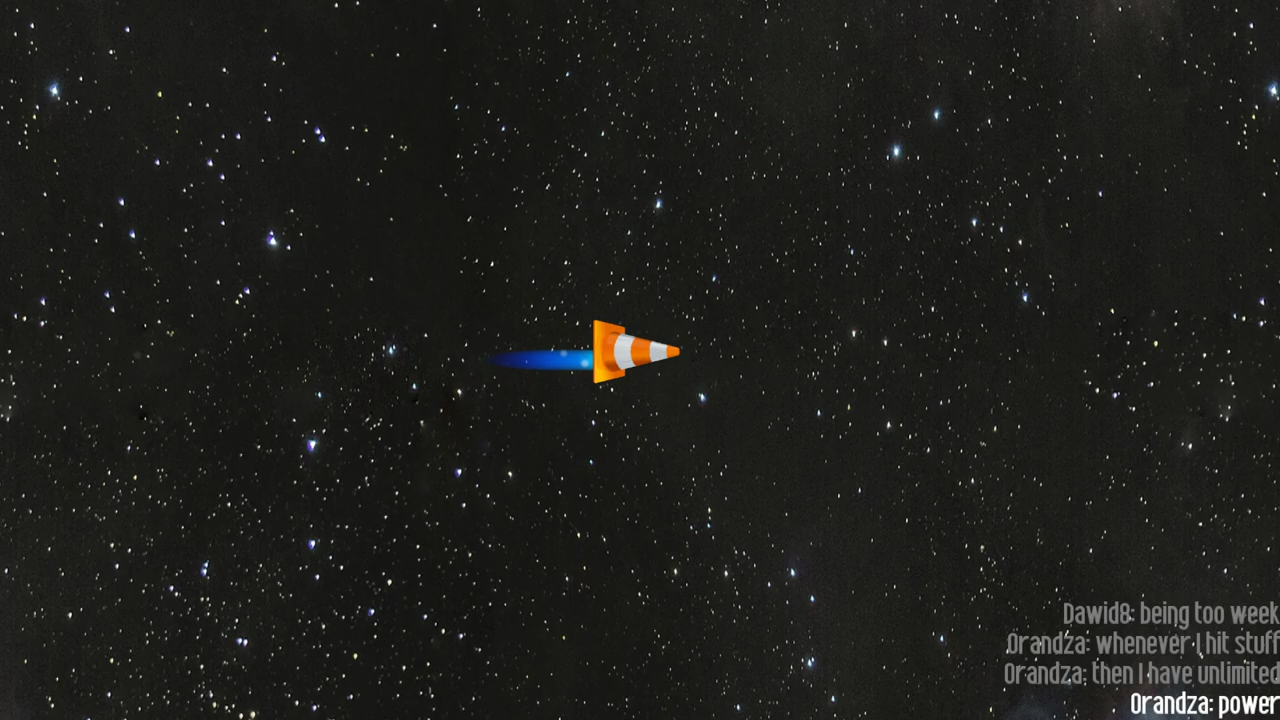 Dawid8: being too week
Orandza: whenever I hit stuff
Orandza: then I have unlimited
Orandza: power